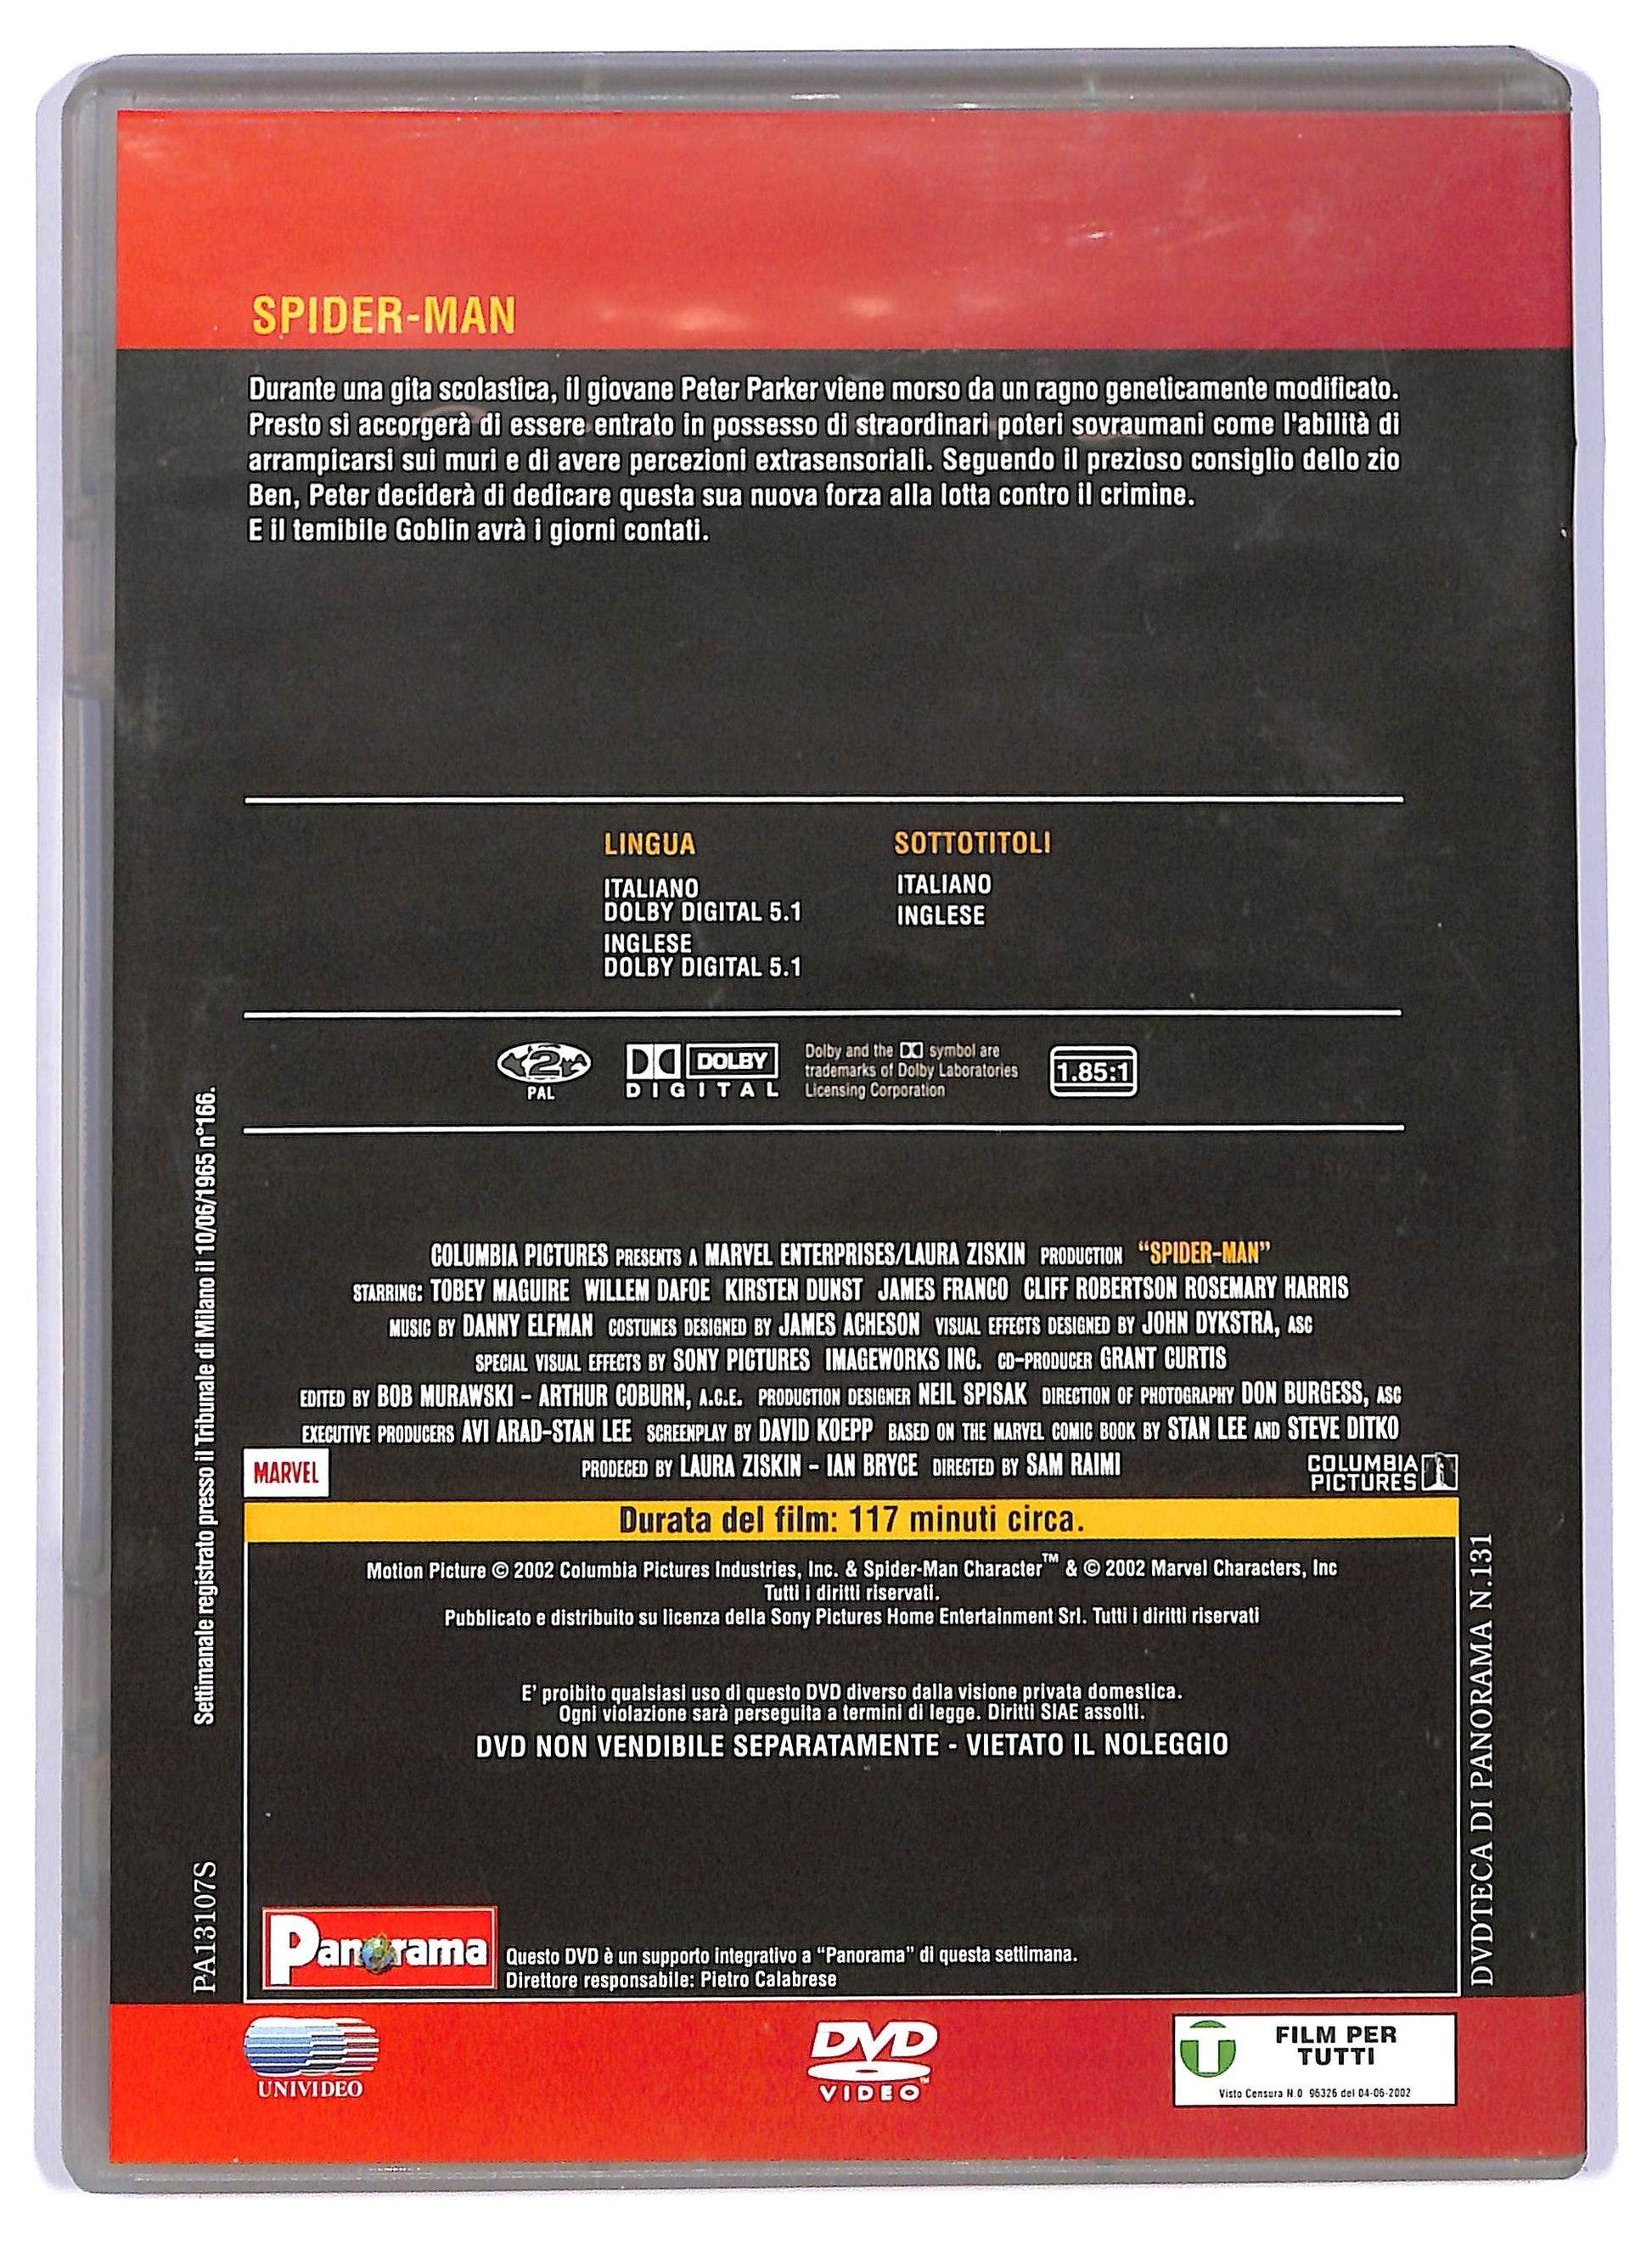 SPIDER-MAN
Durante una gita scolastica, il giovane Peter Parker viene morso da un ragno geneticamente modificato.
Presto si accorgerà di essere entrato in possesso di straordinari poteri sovraumani come l'abilità di
arrampicarsi sui muri e di avere percezioni extrasensoriali. Seguendo il prezioso consiglio dello zio
Ben, Peter deciderà di dedicare questa sua nuova forza alla lotta contro il crimine.
E il temibile Goblin avrà i giorni contati.
LINGUA
ITALIANO
DOLBY DIGITAL 5.1
INGLESE
DOLBY DIGITAL 5.1
SOTTOTITOLI
ITALIANO
INGLESE
2
PAL
DOLBY
DIGITAL
Dolby and the symbol are
trademarks of Dolby Laboratories
Licensing Corporation
1.85:1
COLUMBIA PICTURES PRESENTS A MARVEL ENTERPRISES/LAURA ZISKIN PRODUCTION "SPIDER-MAN"
STARRING: TOBEY MAGUIRE WILLEM DAFOE KIRSTEN DUNST JAMES FRANCO CLIFF ROBERTSON ROSEMARY HARRIS
MUSIC BY DANNY ELFMAN COSTUMES DESIGNED BY JAMES ACHESON VISUAL EFFECTS DESIGNED BY JOHN DYKSTRA, ASC
SPECIAL VISUAL EFFECTS BY SONY PICTURES IMAGEWORKS INC. CO-PRODUCER GRANT CURTIS
EDITED BY BOB MURAWSKI – ARTHUR COBURN, A.C.E. PRODUCTION DESIGNER NEIL SPISAK DIRECTION OF PHOTOGRAPHY DON BURGESS, ASC
EXECUTIVE PRODUCERS AVI ARAD-STAN LEE SCREENPLAY BY DAVID KOEPP BASED ON THE MARVEL COMIC BOOK BY STAN LEE AND STEVE DITKO
PRODECED BY LAURA ZISKIN – IAN BRYCE DIRECTED BY SAM RAIMI
MARVEL
COLUMBIA
PICTURES
Durata del film: 117 minuti circa.
Motion Picture © 2002 Columbia Pictures Industries, Inc. & Spider-Man Character™ & © 2002 Marvel Characters, Inc
Tutti i diritti riservati.
Pubblicato e distribuito su licenza della Sony Pictures Home Entertainment Srl. Tutti i diritti riservati
E' proibito qualsiasi uso di questo DVD diverso dalla visione privata domestica.
Ogni violazione sarà perseguita a termini di legge. Diritti SIAE assolti.
DVD NON VENDIBILE SEPARATAMENTE - VIETATO IL NOLEGGIO
Panorama
Questo DVD è un supporto integrativo a “Panorama” di questa settimana.
Direttore responsabile: Pietro Calabrese
Settimanale registrato presso il Tribunale di Milano il 10/06/1965 n°166.
PA13107S
DVDTECA DI PANORAMA N.131
UNIVIDEO
DVD
VIDEO™
T
FILM PER
TUTTI
Visto Censura N.0 96326 del 04-06-2002